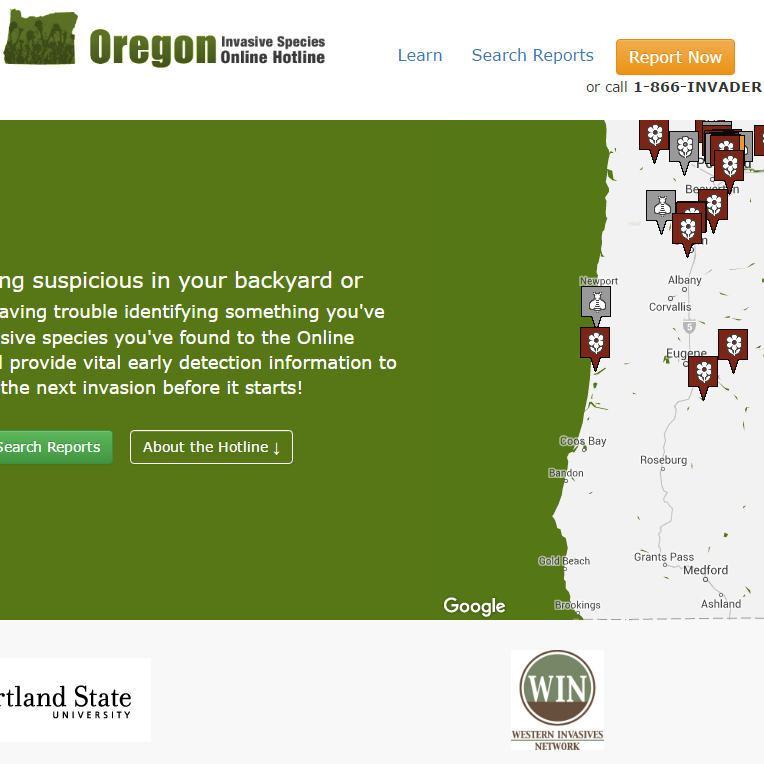 Oregon Invasive Species
Online Hotline
Learn
Search Reports
Report Now
or call 1-866-INVADER
Beaverton
Newport
Albany
Corvallis
5
Eugene
Coos Bay
Roseburg
Bandon
Grants Pass
Gold Beach
Medford
Ashland
Brookings
ng suspicious in your backyard or
aving trouble identifying something you've
sive species you've found to the Online
l provide vital early detection information to
the next invasion before it starts!
Search Reports
About the Hotline ↓
Google
rtland State
UNIVERSITY
WIN
WESTERN INVASIVES
NETWORK